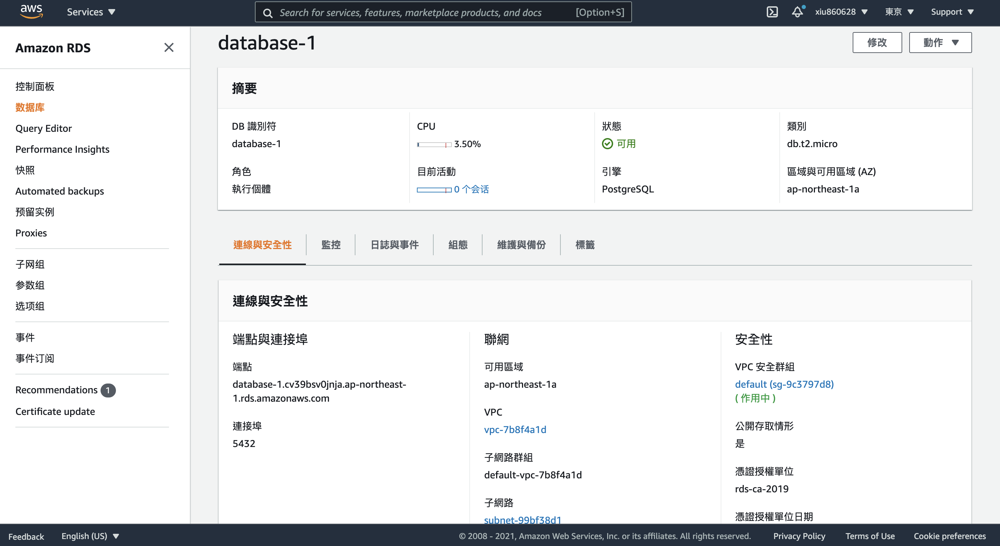 aws
Services
Search for services, features, marketplace products, and docs
[Option+S]
xiu860628
東京
Support
Amazon RDS
控制面板
数据库
Query Editor
Performance Insights
快照
Automated backups
预留实例
Proxies
子网组
参数组
选项组
事件
事件订阅
Recommendations 1
Certificate update
database-1
修改
動作
摘要
DB 識別符
database-1
CPU
3.50%
狀態
可用
類別
db.t2.micro
角色
執行個體
目前活動
0 个会话
引擎
PostgreSQL
區域與可用區域 (AZ)
ap-northeast-1a
連線與安全性
監控
日誌與事件
組態
維護與備份
標籤
連線與安全性
端點與連接埠
端點
database-1.cv39bsv0jnja.ap-northeast-
1.rds.amazonaws.com
連接埠
5432
聯網
可用區域
ap-northeast-1a
VPC
vpc-7b8f4a1d
子網路群組
default-vpc-7b8f4a1d
子網路
subnet-99bf38d1
安全性
VPC 安全群組
default (sg-9c3797d8)
( 作用中 )
公開存取情形
是
憑證授權單位
rds-ca-2019
憑證授權單位日期
Feedback
English (US)
© 2008 - 2021, Amazon Web Services, Inc. or its affiliates. All rights reserved.
Privacy Policy
Terms of Use
Cookie preferences